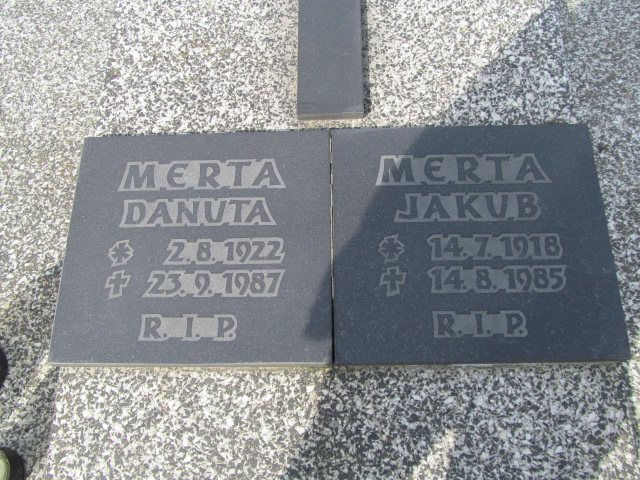 MERTA
DANUTA
* 2.8.1922
✝ 23.9.1987
R.I.P.
MERTA
JAKUB
* 14.7.1918
✝ 14.8.1985
R.I.P.